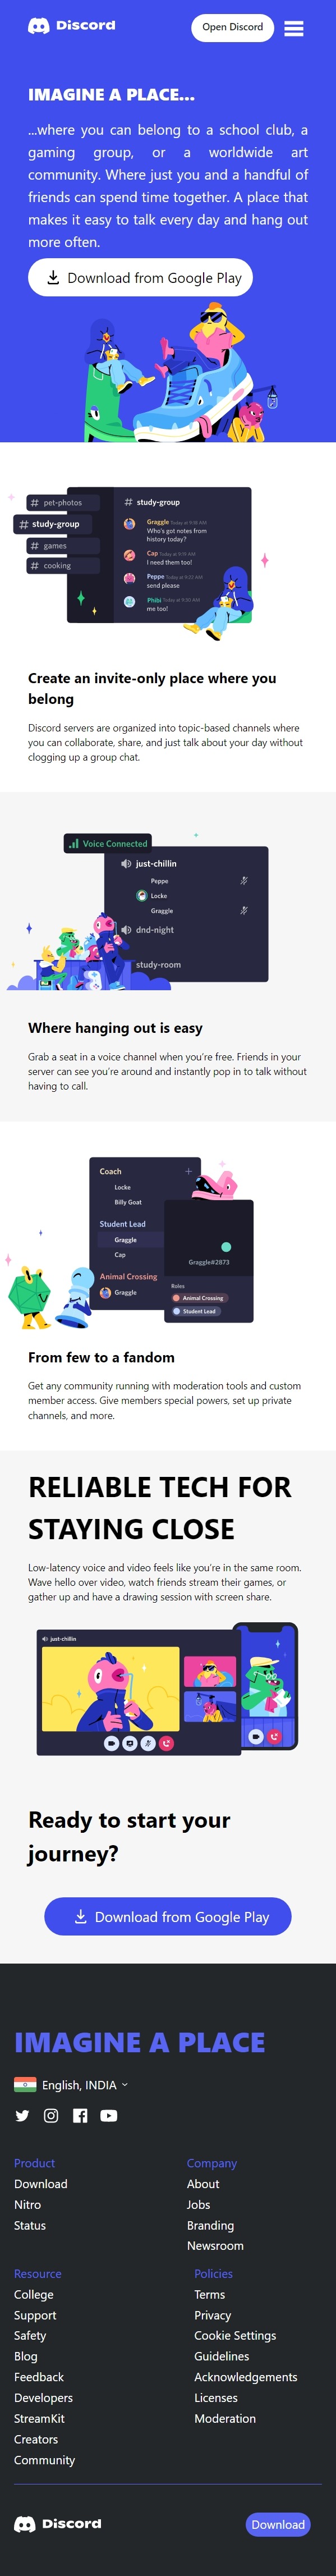 Discord
Open Discord
IMAGINE A PLACE...
...where you can belong to a school club, a
gaming group, or a worldwide art
community. Where just you and a handful of
friends can spend time together. A place that
makes it easy to talk every day and hang out
more often.
Download from Google Play
# pet-photos
# study-group
# games
# cooking
# study-group
Graggle Today at 9:18 AM
Who's got notes from
history today?
Cap Today at 9:19 AM
I need them too!
Peppe Today at 9:23 AM
send please
Phibi Today at 9:30 AM
me too!
Create an invite-only place where you
belong
Discord servers are organized into topic-based channels where
you can collaborate, share, and just talk about your day without
clogging up a group chat.
Voice Connected
just-chillin
Peppe
Locke
Graggle
dnd-night
study-room
Where hanging out is easy
Grab a seat in a voice channel when you're free. Friends in your
server can see you're around and instantly pop in to talk without
having to call.
Coach
Locke
Billy Goat
Student Lead
Graggle
Cap
Animal Crossing
Graggle
Graggle#2873
Roles
Animal Crossing
Student Lead
From few to a fandom
Get any community running with moderation tools and custom
member access. Give members special powers, set up private
channels, and more.
RELIABLE TECH FOR
STAYING CLOSE
Low-latency voice and video feels like you're in the same room.
Wave hello over video, watch friends stream their games, or
gather up and have a drawing session with screen share.
just-chillin
Ready to start your
journey?
Download from Google Play
IMAGINE A PLACE
English, INDIA
Product
Download
Nitro
Status
Company
About
Jobs
Branding
Newsroom
Resource
College
Support
Safety
Blog
Feedback
Developers
StreamKit
Creators
Community
Policies
Terms
Privacy
Cookie Settings
Guidelines
Acknowledgements
Licenses
Moderation
Discord
Download